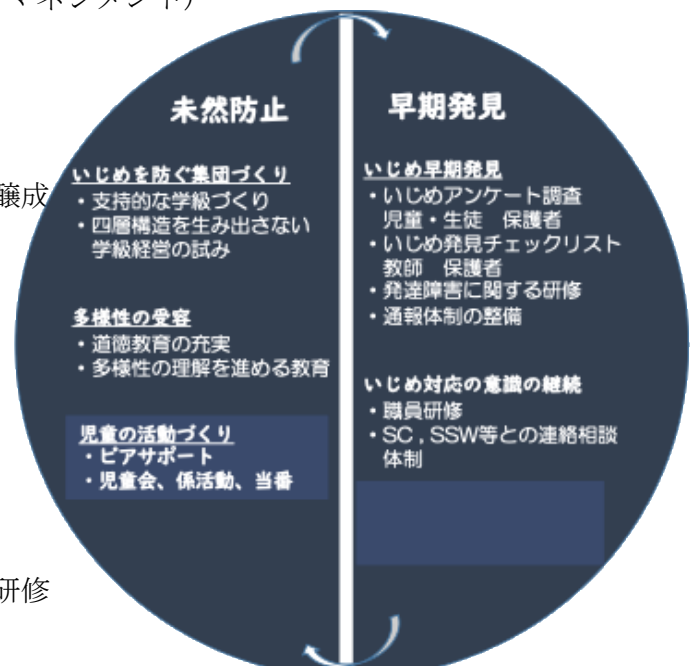 マネジメント）
醸成
研修
未然防止
いじめを防ぐ集団づくり
・支持的な学級づくり
・四層構造を生み出さない
学級経営の試み
多様性の受容
・道徳教育の充実
・多様性の理解を進める教育
児童の活動づくり
・ピアサポート
・児童会、係活動、当番
早期発見
いじめ早期発見
・いじめアンケート調査
児童・生徒　保護者
・いじめ発見チェックリスト
教師　保護者
・発達障害に関する研修
・通報体制の整備
いじめ対応の意識の継続
・職員研修
・SC , SSW等との連絡相談
体制